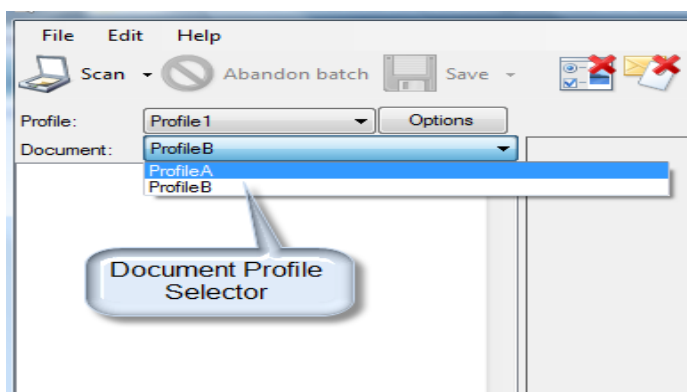 File Edit Help
Scan Abandon batch Save
Profile: Profile1 Options
Document: ProfileB
ProfileA
ProfileB
Document Profile
Selector